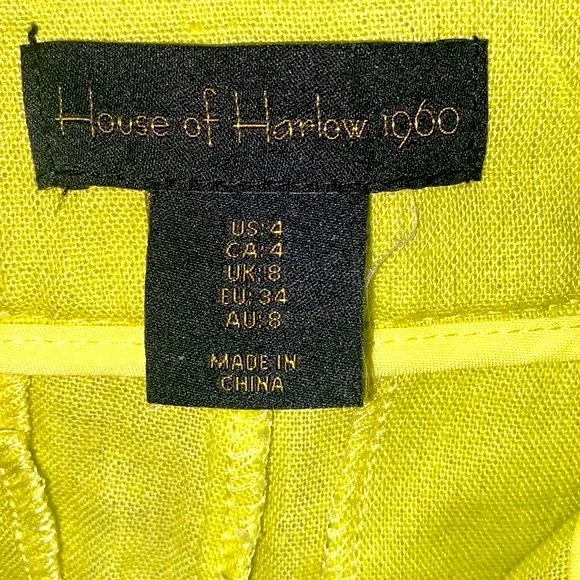 House of Harlow 1960
US: 4
CA: 4
UK: 8
EU: 34
AU: 8
MADE IN
CHINA